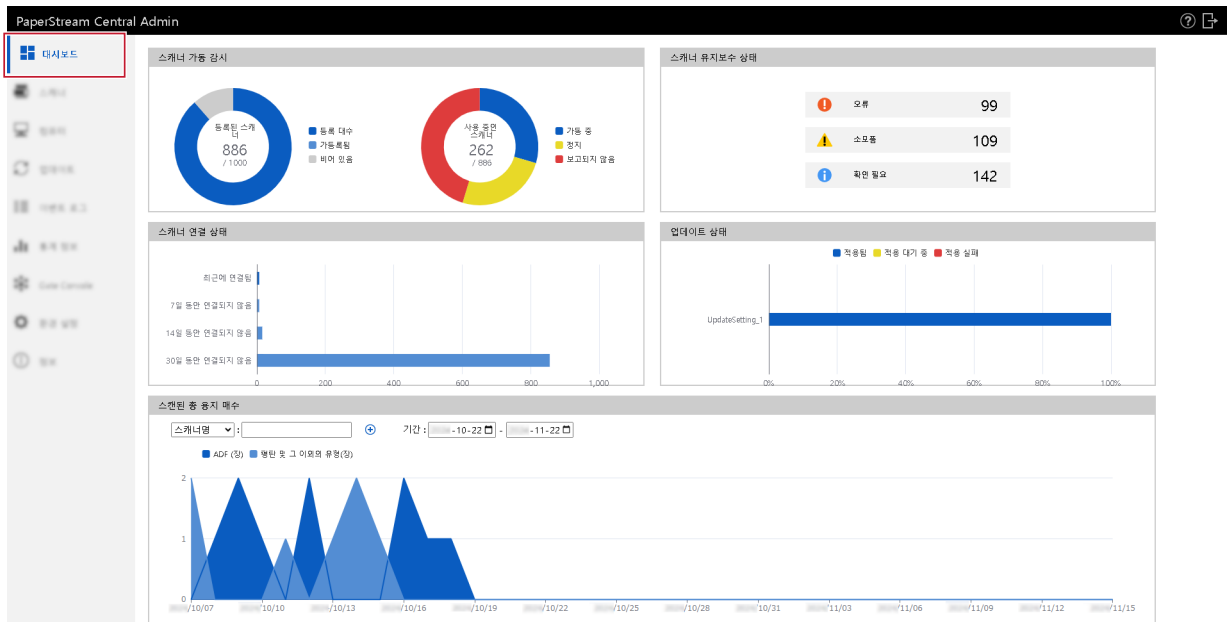 PaperStream Central Admin
대시보드
스캐너 가동 감시
등록된 스캐
너
886
/ 1000
등록 대수
가등록됨
비어 있음
사용 중인
스캐너
262
/ 886
가동 중
정지
보고되지 않음
스캐너 유지보수 상태
오류 99
소모품 109
확인 필요 142
스캐너 연결 상태
최근에 연결됨
7일 동안 연결되지 않음
14일 동안 연결되지 않음
30일 동안 연결되지 않음
0 200 400 600 800 1,000
업데이트 상태
적용됨 적용 대기 중 적용 실패
UpdateSetting_1
0% 20% 40% 60% 80% 100%
스캔된 총 용지 매수
스캐너명 : 기간 : -10-22 - -11-22
ADF (장) 평판 및 그 이외의 유형(장)
2
1
0
/10/07 /10/10 /10/13 /10/16 /10/19 /10/22 /10/25 /10/28 /10/31 /11/03 /11/06 /11/09 /11/12 /11/15